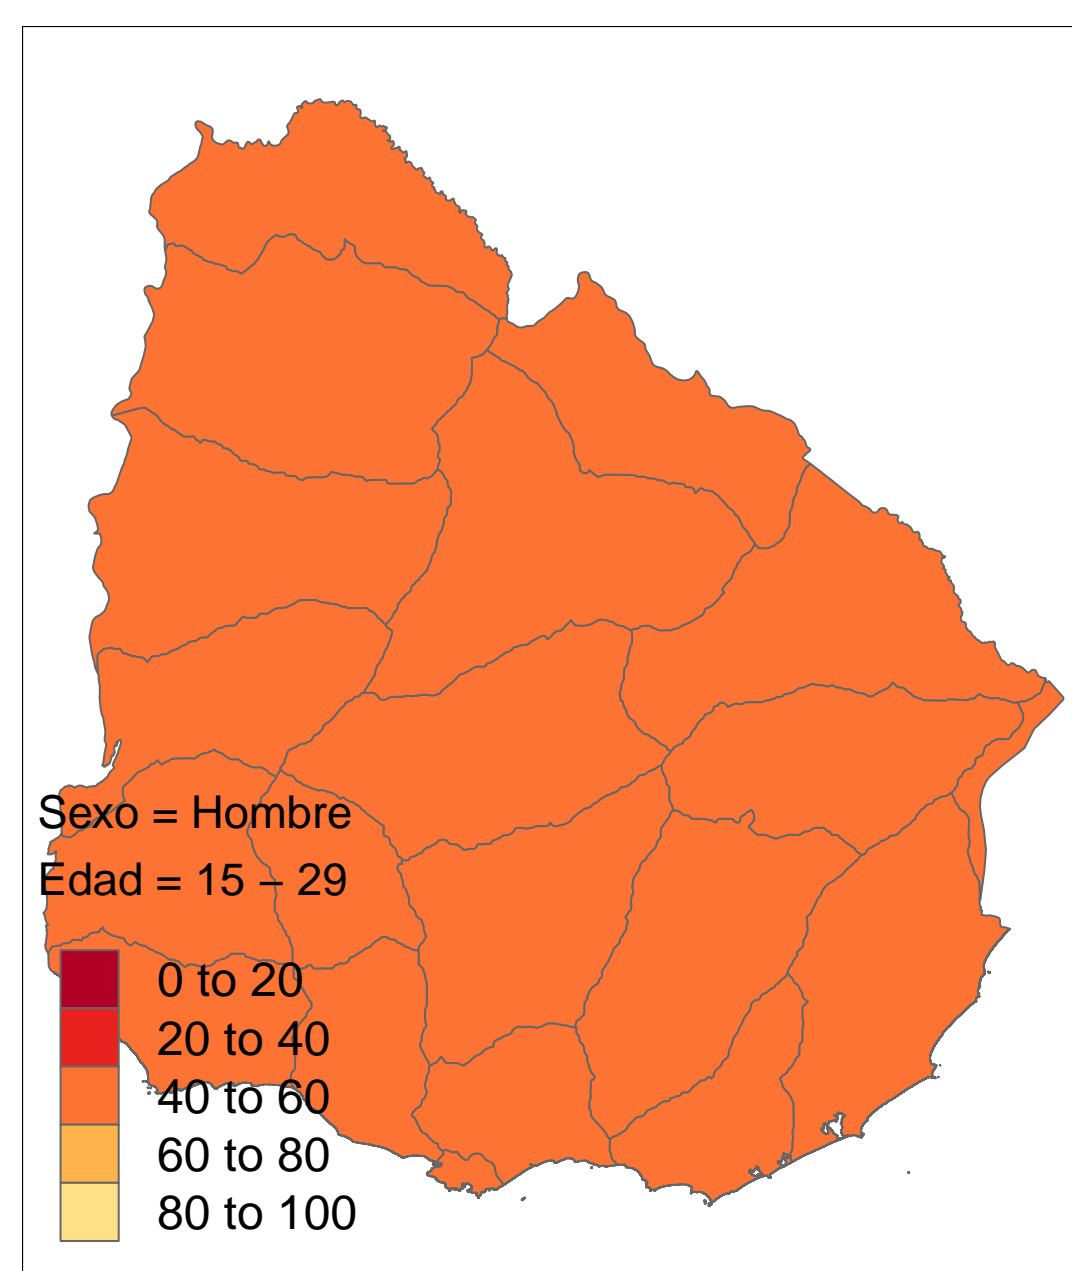 Sexo = Hombre
Edad = 15 – 29
0 to 20
20 to 40
40 to 60
60 to 80
80 to 100